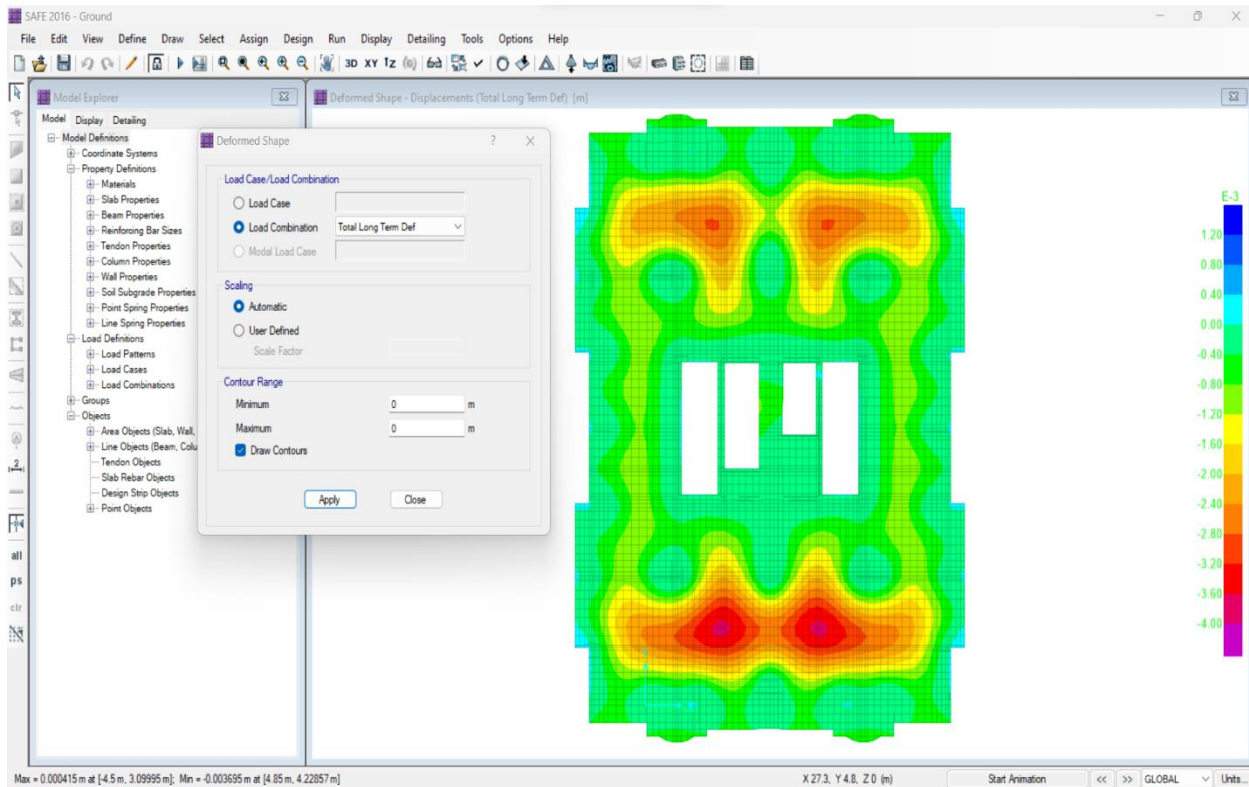 SAFE 2016 - Ground
File Edit View Define Draw Select Assign Design Run Display Detailing Tools Options Help
3D XY
Model Explorer
Model Display Detailing
Model Definitions
Coordinate Systems
Property Definitions
Materials
Slab Properties
Beam Properties
Reinforcing Bar Sizes
Tendon Properties
Column Properties
Wall Properties
Soil Subgrade Properties
Point Spring Properties
Line Spring Properties
Load Definitions
Load Patterns
Load Cases
Load Combinations
Groups
Objects
Area Objects (Slab, Wall,
Line Objects (Beam, Colu
Tendon Objects
Slab Rebar Objects
Design Strip Objects
Point Objects
all
ps
clr
Deformed Shape
?
Load Case/Load Combination
Load Case
Load Combination Total Long Term Def
Modal Load Case
Scaling
Automatic
User Defined
Scale Factor
Contour Range
Minimum 0 m
Maximum 0 m
Draw Contours
Apply Close
Deformed Shape - Displacements (Total Long Term Def) [m]
E-3
1.20
0.80
0.40
0.00
-0.40
-0.80
-1.20
-1.60
-2.00
-2.40
-2.80
-3.20
-3.60
-4.00
Max = 0.000415 m at [-4.5 m, 3.09995 m]; Min = -0.003695 m at [4.85 m, 4.22857 m] X 27.3, Y 4.8, Z 0 (m) Start Animation << >> GLOBAL Units...